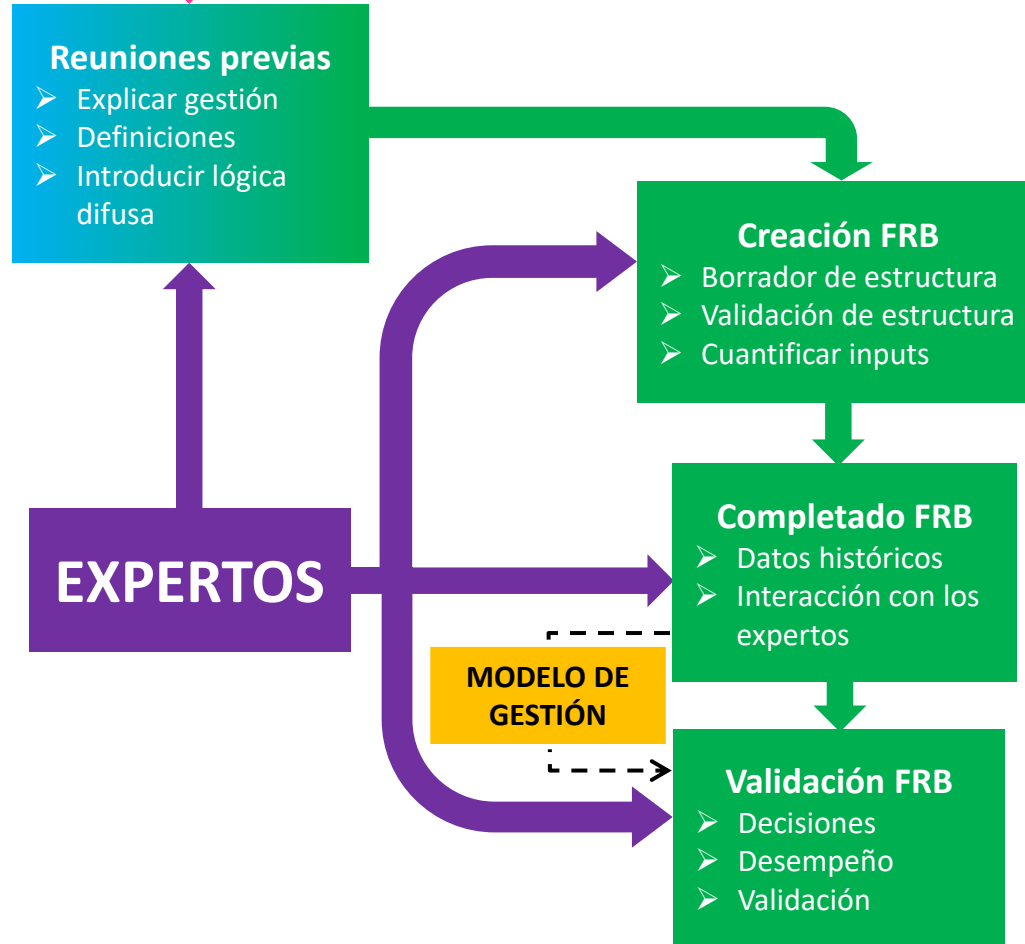 Reuniones previas
➢ Explicar gestión
➢ Definiciones
➢ Introducir lógica
difusa
Creación FRB
➢ Borrador de estructura
➢ Validación de estructura
➢ Cuantificar inputs
EXPERTOS
Completado FRB
➢ Datos históricos
➢ Interacción con los
expertos
MODELO DE
GESTIÓN
Validación FRB
➢ Decisiones
➢ Desempeño
➢ Validación